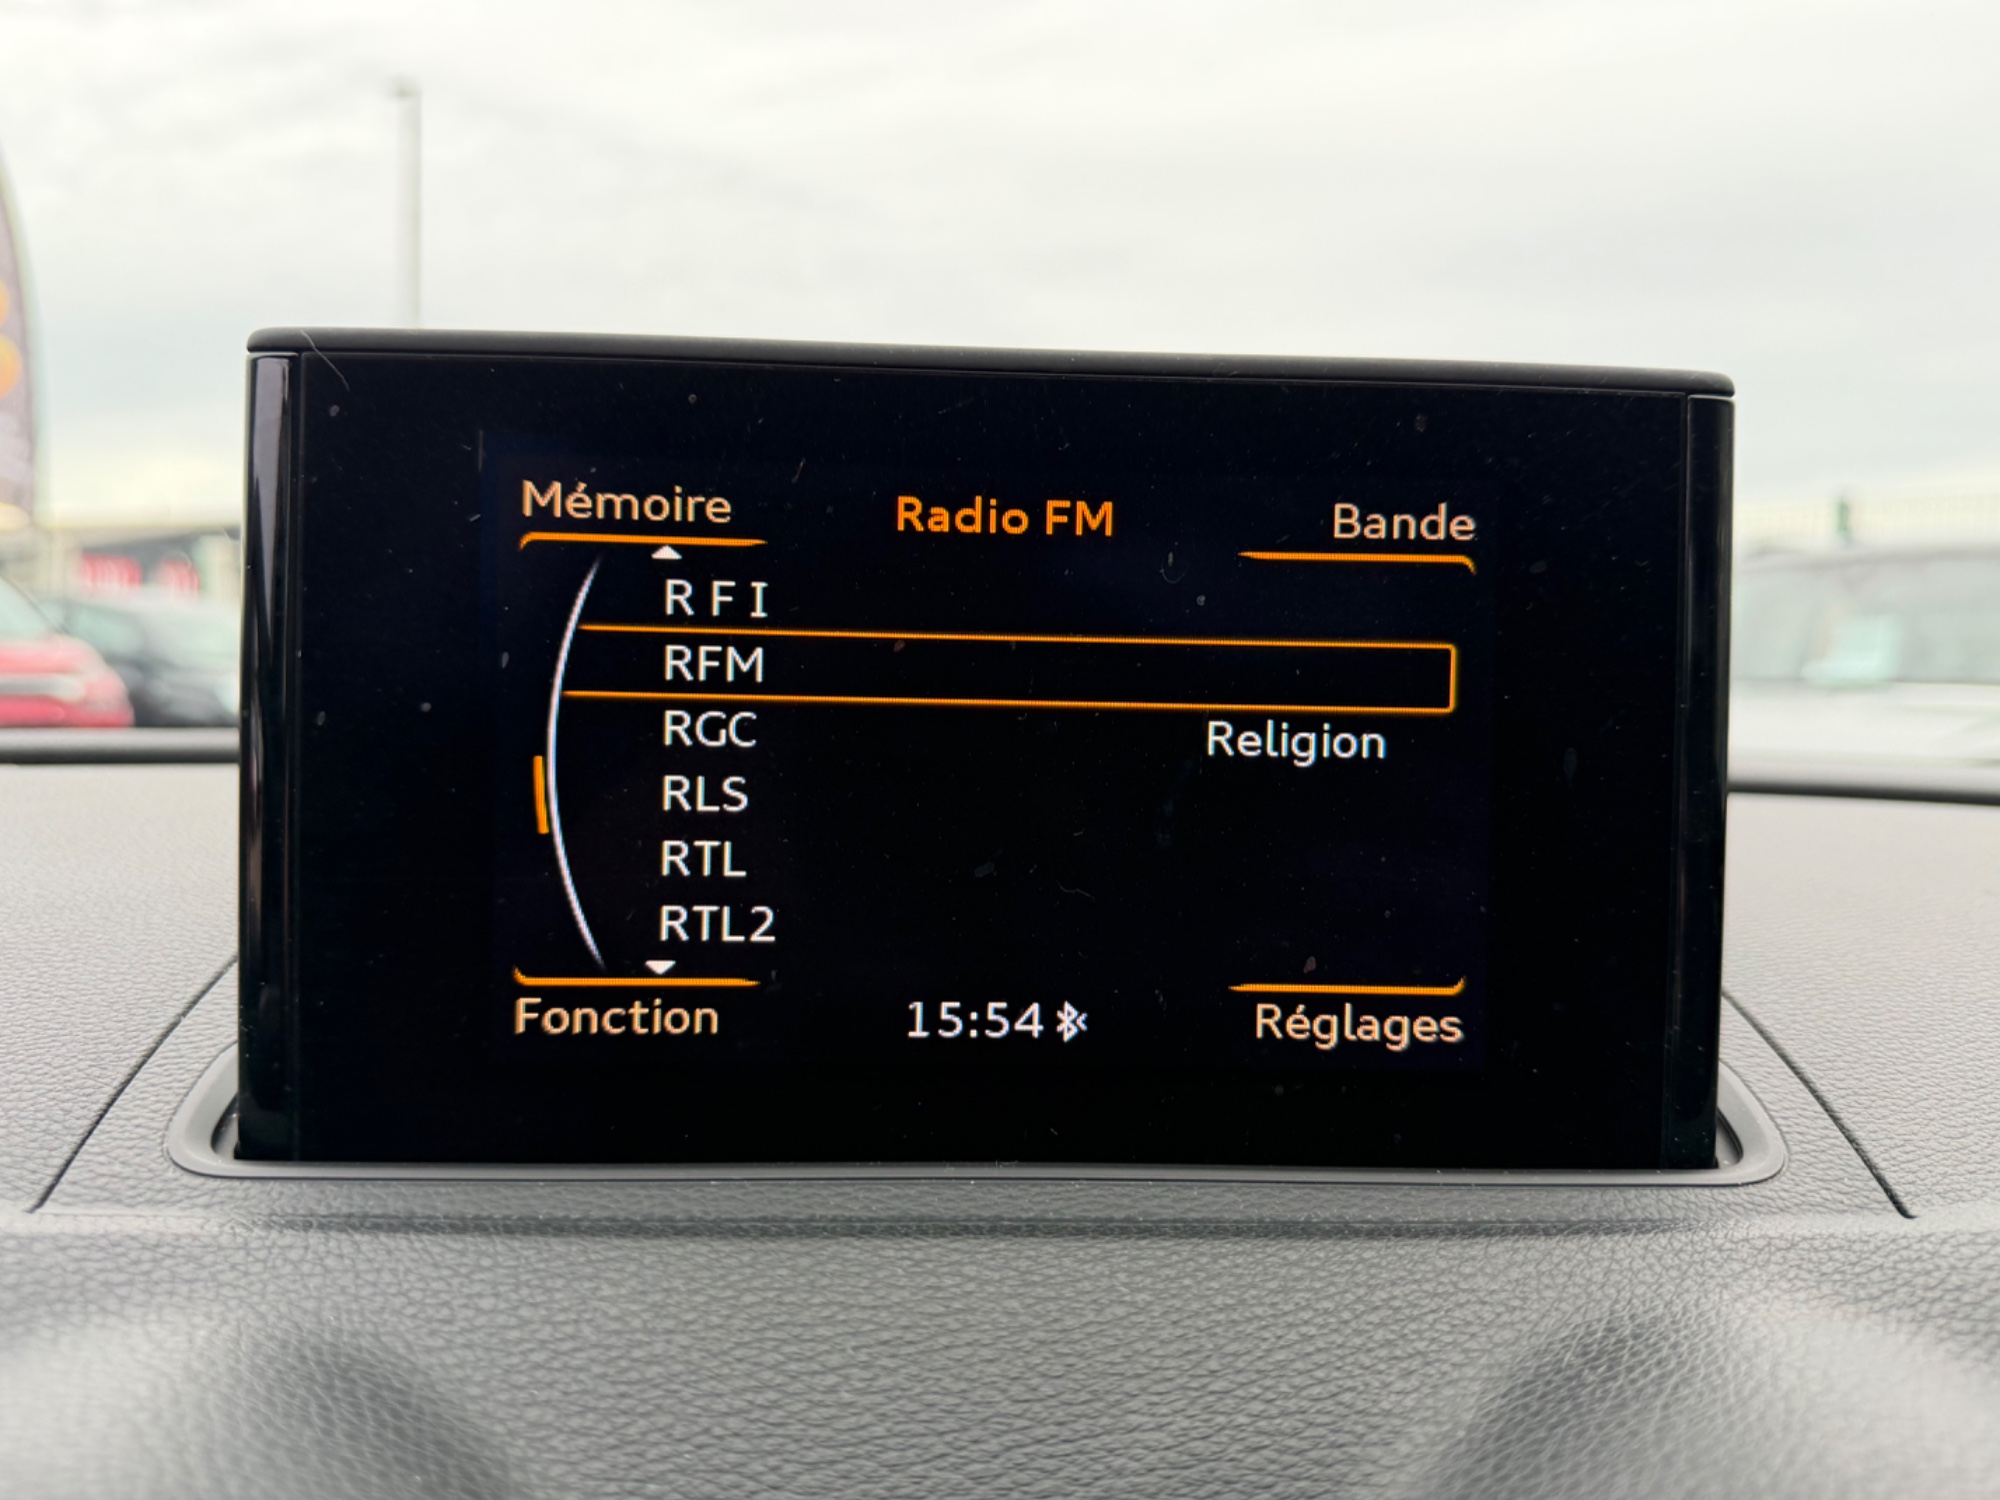 Mémoire
Radio FM
Bande
R F I
RFM
RGC Religion
RLS
RTL
RTL2
Fonction
15:54
Réglages